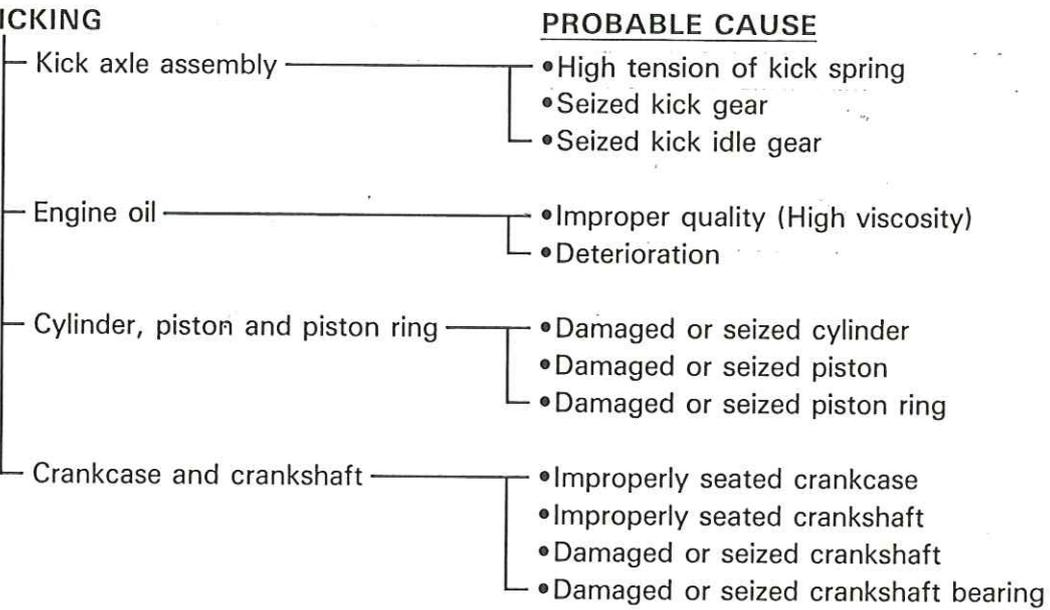 ICKING
PROBABLE CAUSE
Kick axle assembly
•High tension of kick spring
•Seized kick gear
•Seized kick idle gear
Engine oil
•Improper quality (High viscosity)
•Deterioration
Cylinder, piston and piston ring
•Damaged or seized cylinder
•Damaged or seized piston
•Damaged or seized piston ring
Crankcase and crankshaft
•Improperly seated crankcase
•Improperly seated crankshaft
•Damaged or seized crankshaft
•Damaged or seized crankshaft bearing